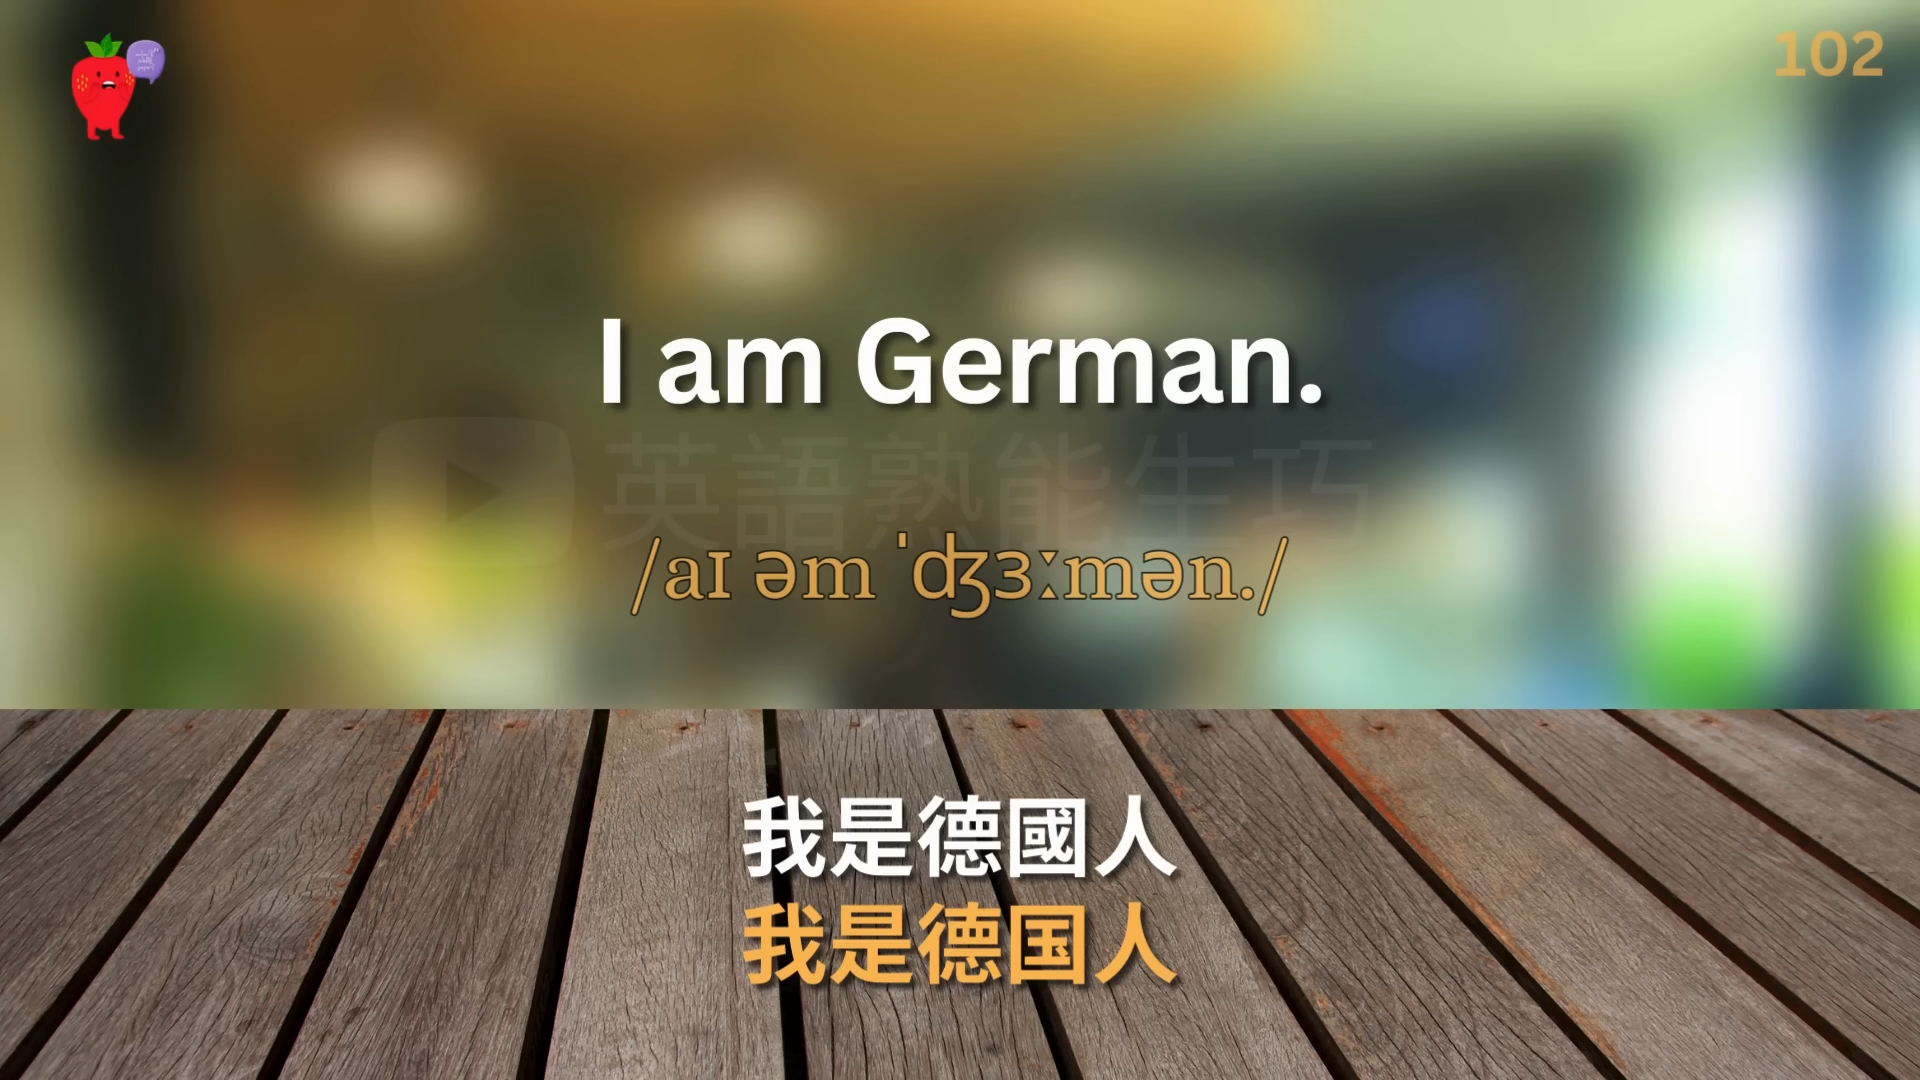 102
I am German.
英語熟能生巧
/aɪ əm ˈʤɜːmən./
我是德國人
我是德国人